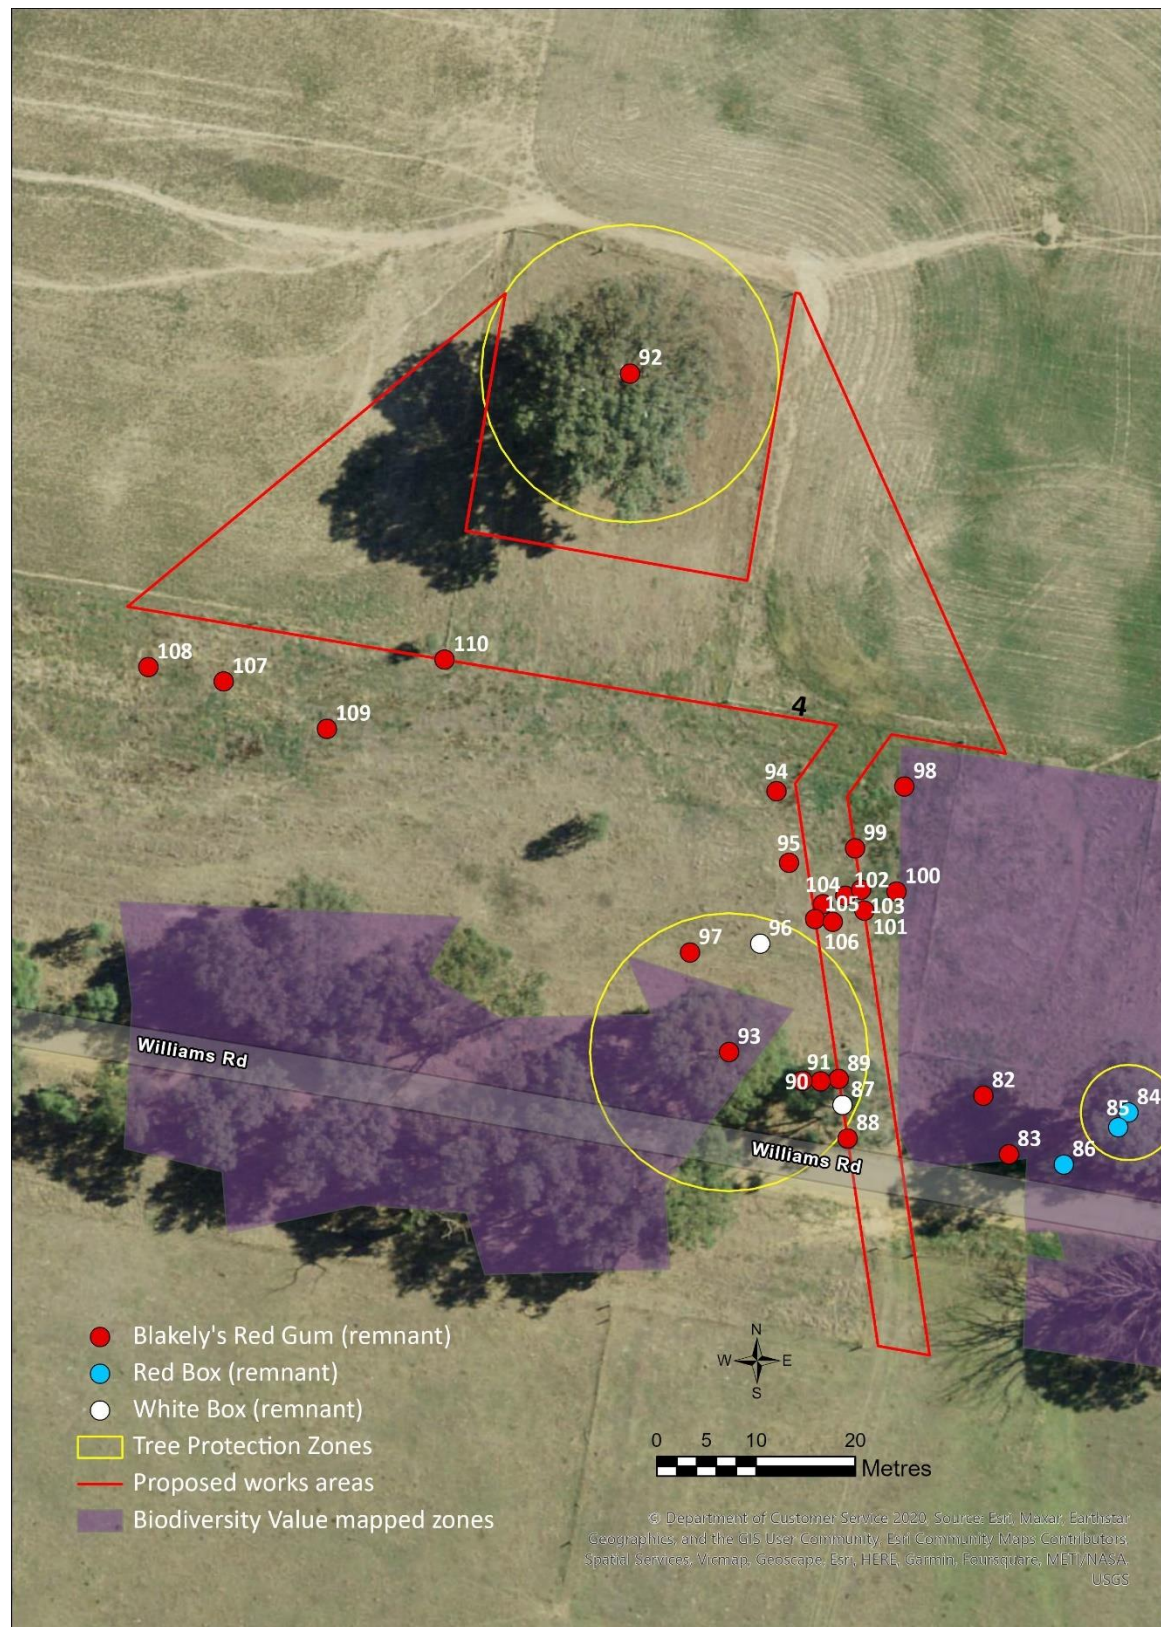 92
108
107
110
109
4
94
98
99
95
104
102
100
105
103
106
101
96
97
93
91
89
90
87
88
82
84
85
83
86
Williams Rd
Williams Rd
N
W E
S
0 5 10 20
Metres
Blakely's Red Gum (remnant)
Red Box (remnant)
White Box (remnant)
Tree Protection Zones
Proposed works areas
Biodiversity Value mapped zones
© Department of Customer Service 2020, Source: Esri, Maxar, Earthstar
Geographics, and the GIS User Community, Esri Community Maps Contributors,
Spatial Services, Vicmap, Geoscape, Esri, HERE, Garmin, Foursquare, METI/NASA,
USGS